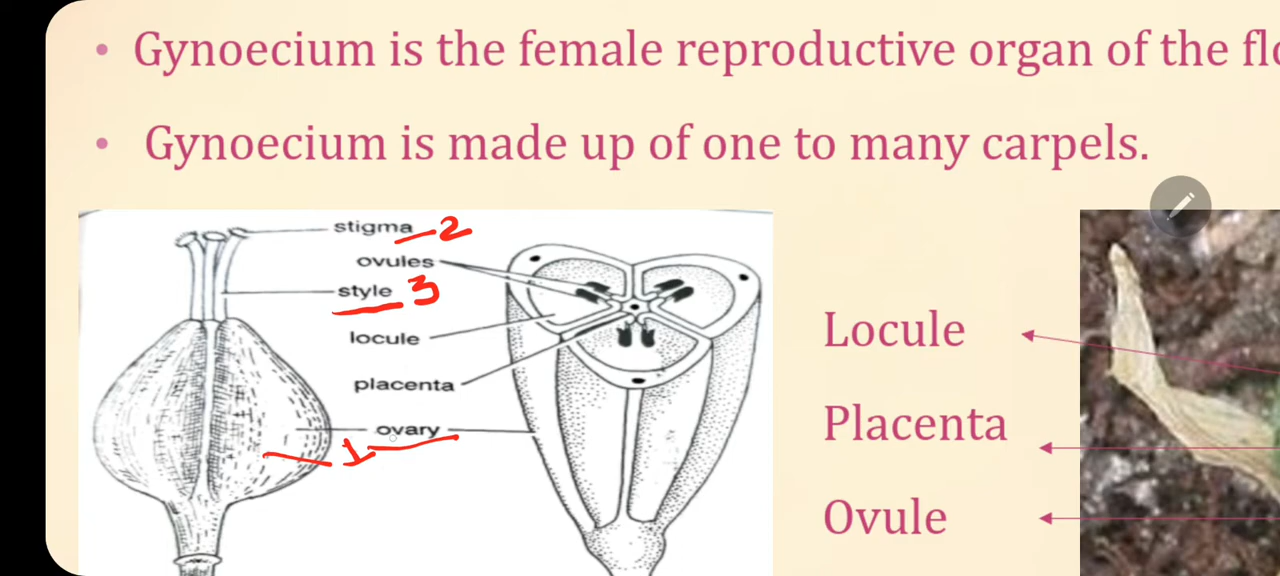 • Gynoecium is the female reproductive organ of the
• Gynoecium is made up of one to many carpels.
stigma 2
ovules
style 3
locule
placenta
ovary
1
Locule
Placenta
Ovule